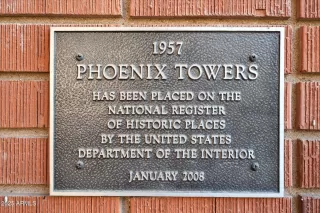 1957
PHOENIX TOWERS
HAS BEEN PLACED ON THE
NATIONAL REGISTER
OF HISTORIC PLACES
BY THE UNITED STATES
DEPARTMENT OF THE INTERIOR
JANUARY 2008